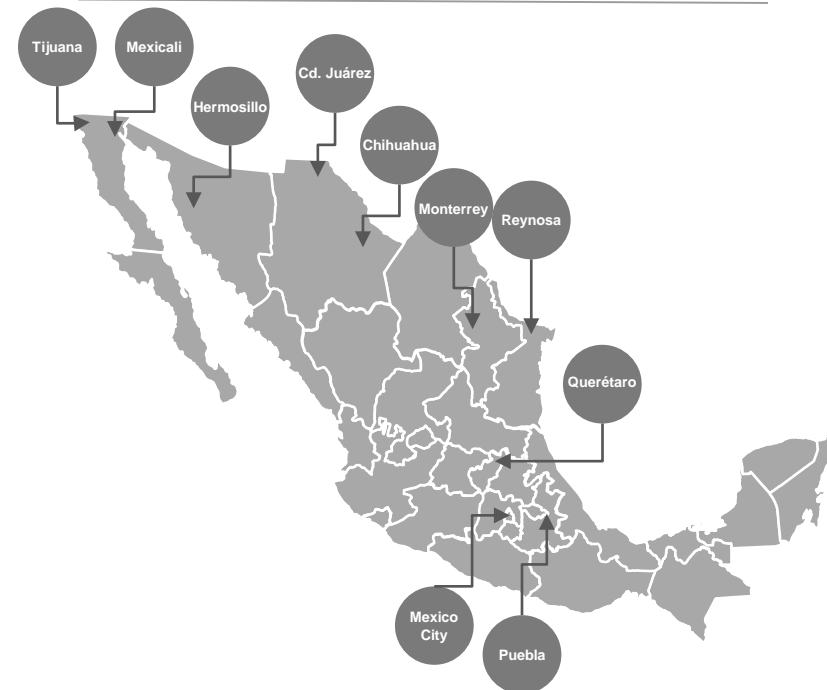 Tijuana
Mexicali
Cd. Juárez
Hermosillo
Chihuahua
Monterrey
Reynosa
Querétaro
Mexico
City
Puebla